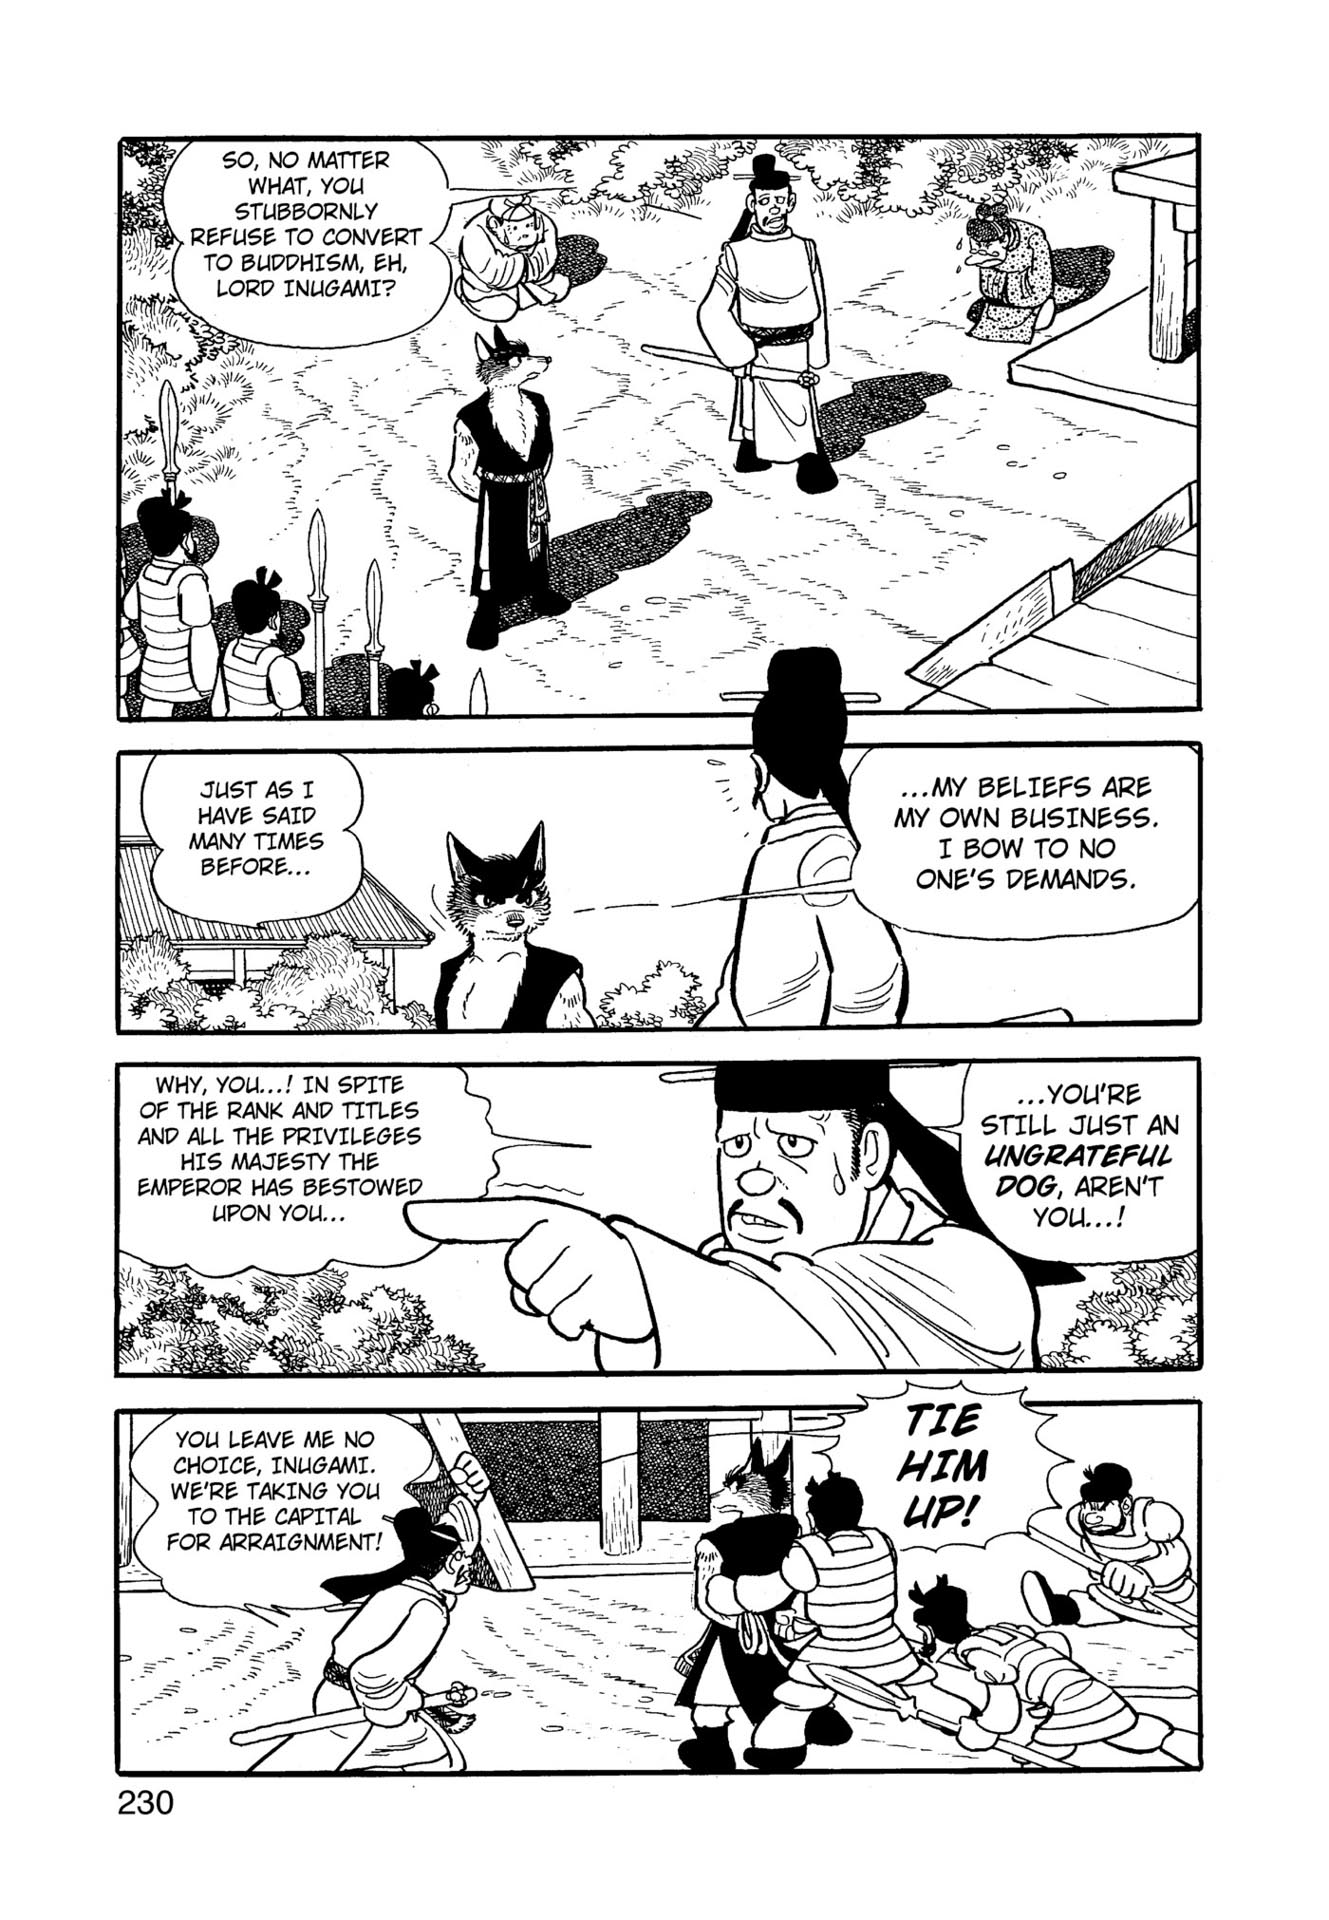 SO, NO MATTER
WHAT, YOU
STUBBORNLY
REFUSE TO CONVERT
TO BUDDHISM, EH,
LORD INUGAMI?
JUST AS I
HAVE SAID
MANY TIMES
BEFORE...
...MY BELIEFS ARE
MY OWN BUSINESS.
I BOW TO NO
ONE'S DEMANDS.
WHY, YOU...! IN SPITE
OF THE RANK AND TITLES
AND ALL THE PRIVILEGES
HIS MAJESTY THE
EMPEROR HAS BESTOWED
UPON YOU...
...YOU'RE
STILL JUST AN
UNGRATEFUL
DOG, AREN'T
YOU...!
YOU LEAVE ME NO
CHOICE, INUGAMI.
WE'RE TAKING YOU
TO THE CAPITAL
FOR ARRAIGNMENT!
TIE
HIM
UP!
230